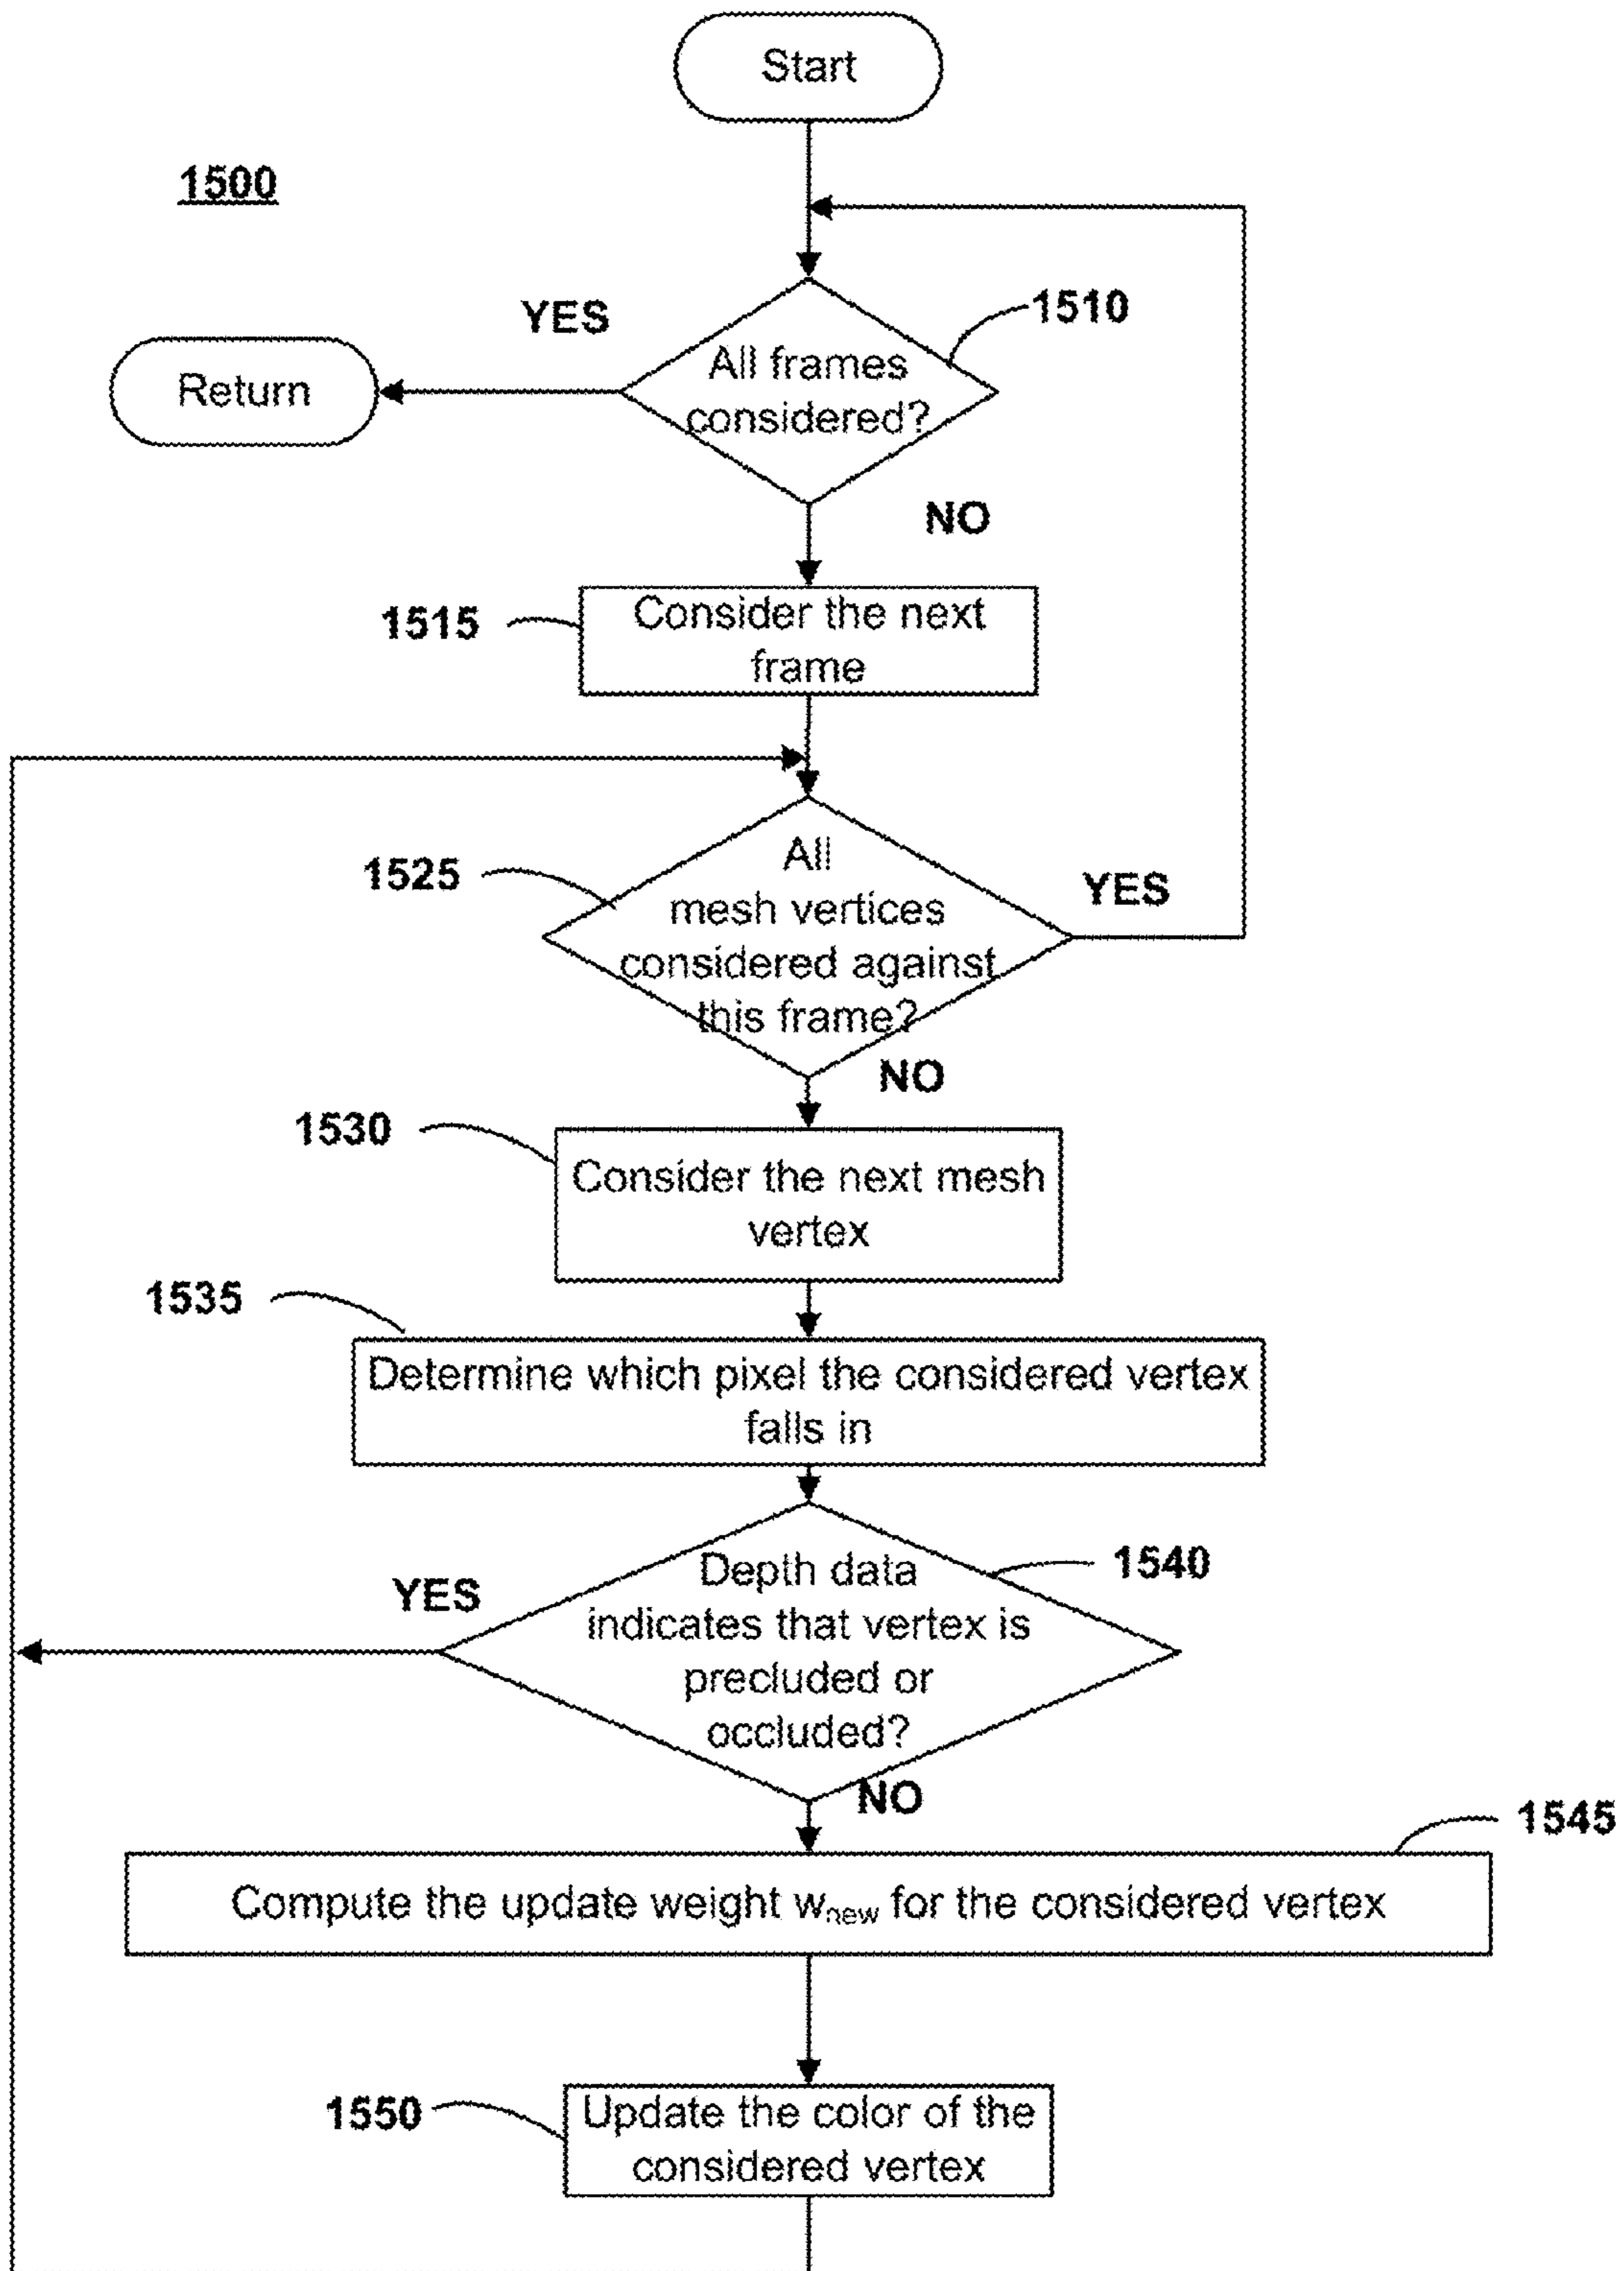 Start
1500
YES
1510
All frames
considered?
Return
NO
1515
Consider the next
frame
1525
All
mesh vertices
considered against
this frame?
YES
NO
1530
Consider the next mesh
vertex
1535
Determine which pixel the considered vertex
falls in
1540
YES
Depth data
indicates that vertex is
precluded or
occluded?
NO
1545
Compute the update weight wnew for the considered vertex
1550
Update the color of the
considered vertex